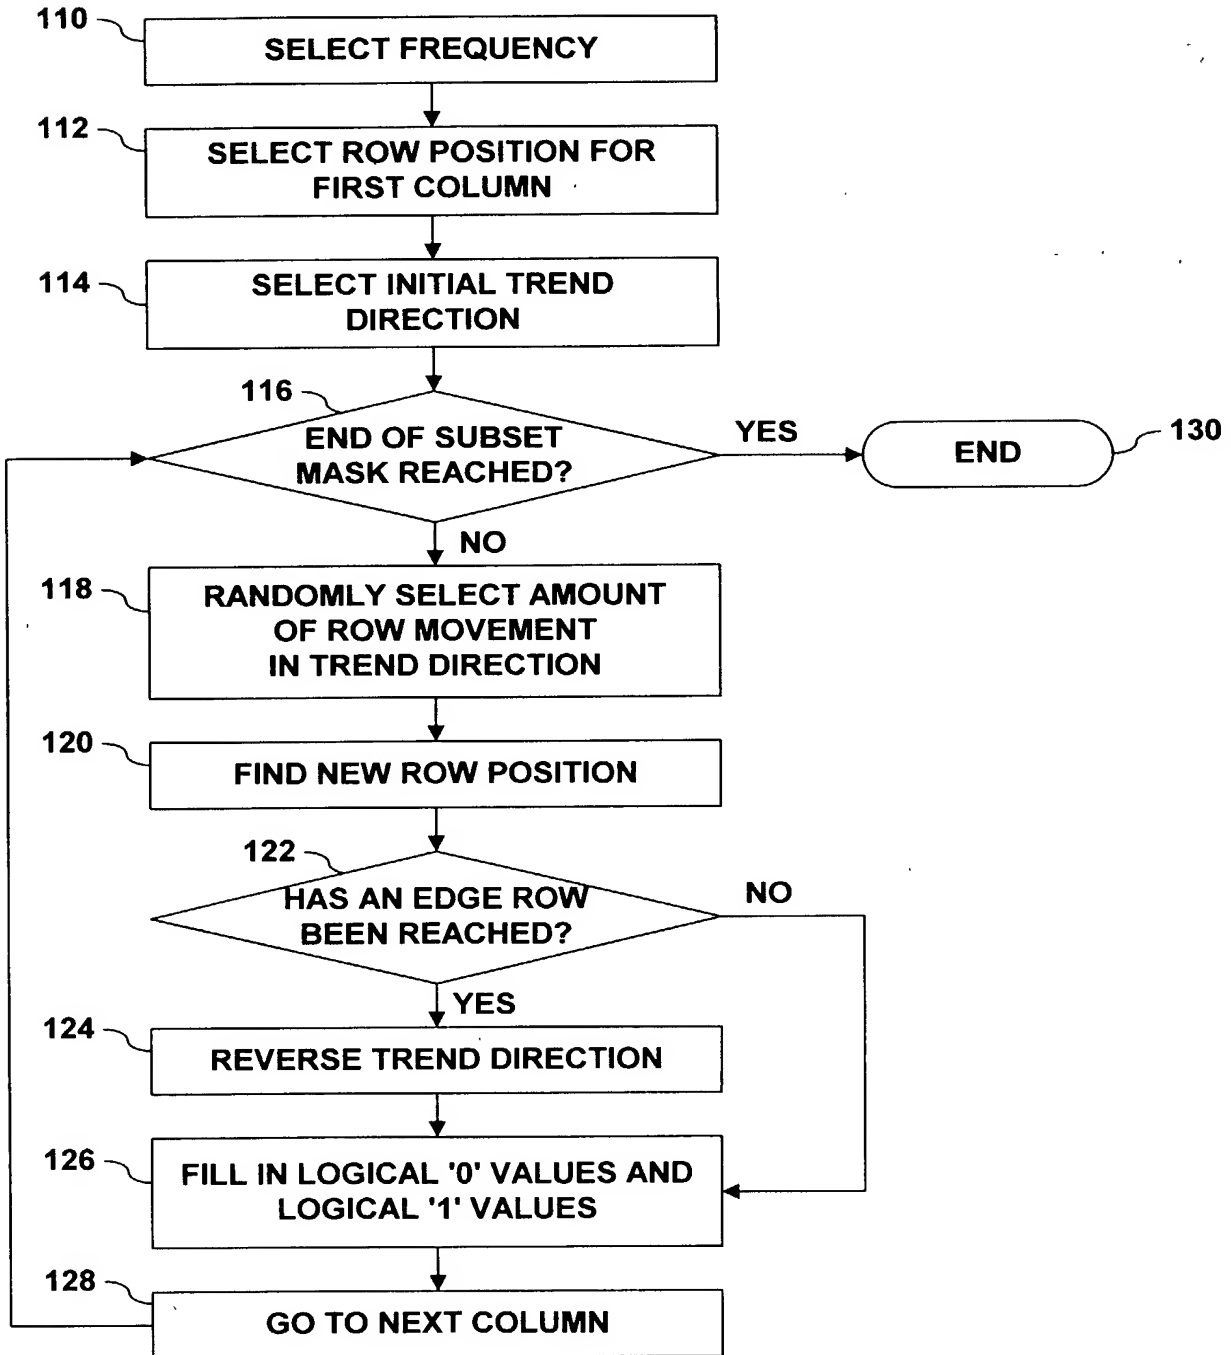 110
SELECT FREQUENCY
112
SELECT ROW POSITION FOR
FIRST COLUMN
114
SELECT INITIAL TREND
DIRECTION
116
END OF SUBSET
MASK REACHED?
YES
END
130
NO
118
RANDOMLY SELECT AMOUNT
OF ROW MOVEMENT
IN TREND DIRECTION
120
FIND NEW ROW POSITION
122
HAS AN EDGE ROW
BEEN REACHED?
NO
YES
124
REVERSE TREND DIRECTION
126
FILL IN LOGICAL '0' VALUES AND
LOGICAL '1' VALUES
128
GO TO NEXT COLUMN